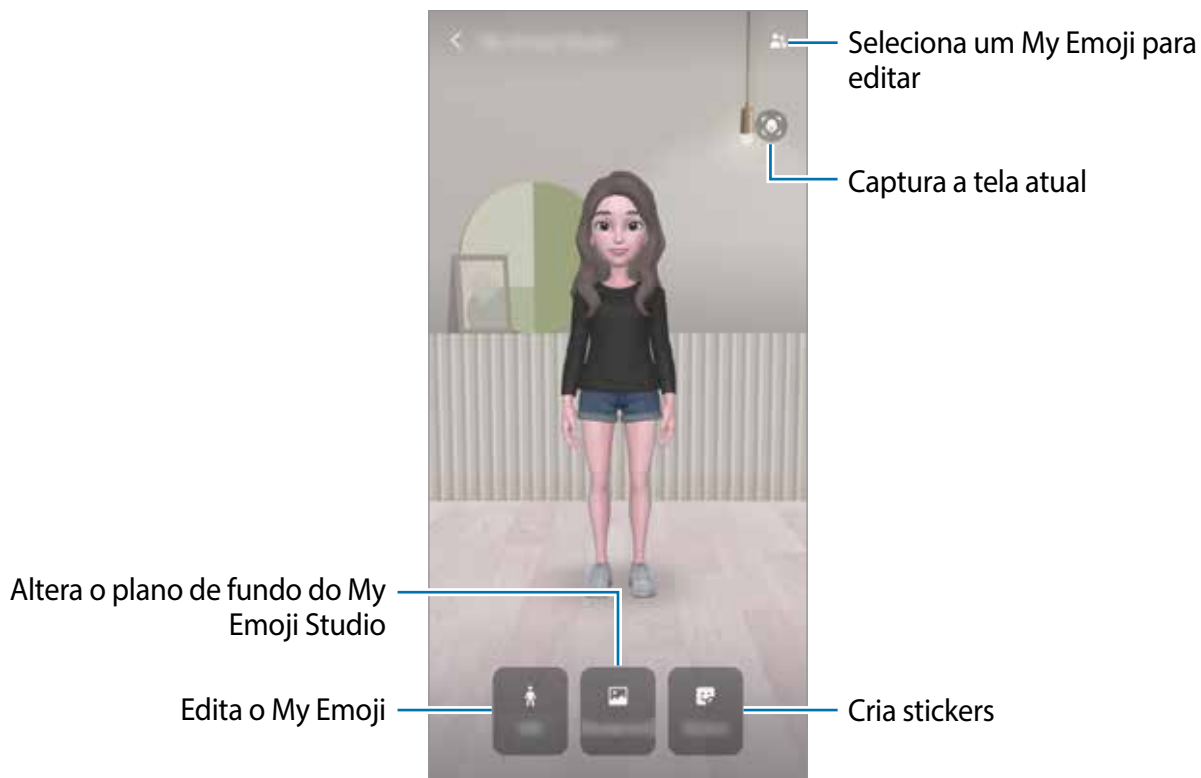 Seleciona um My Emoji para
editar
Captura a tela atual
Altera o plano de fundo do My
Emoji Studio
Edita o My Emoji
Cria stickers